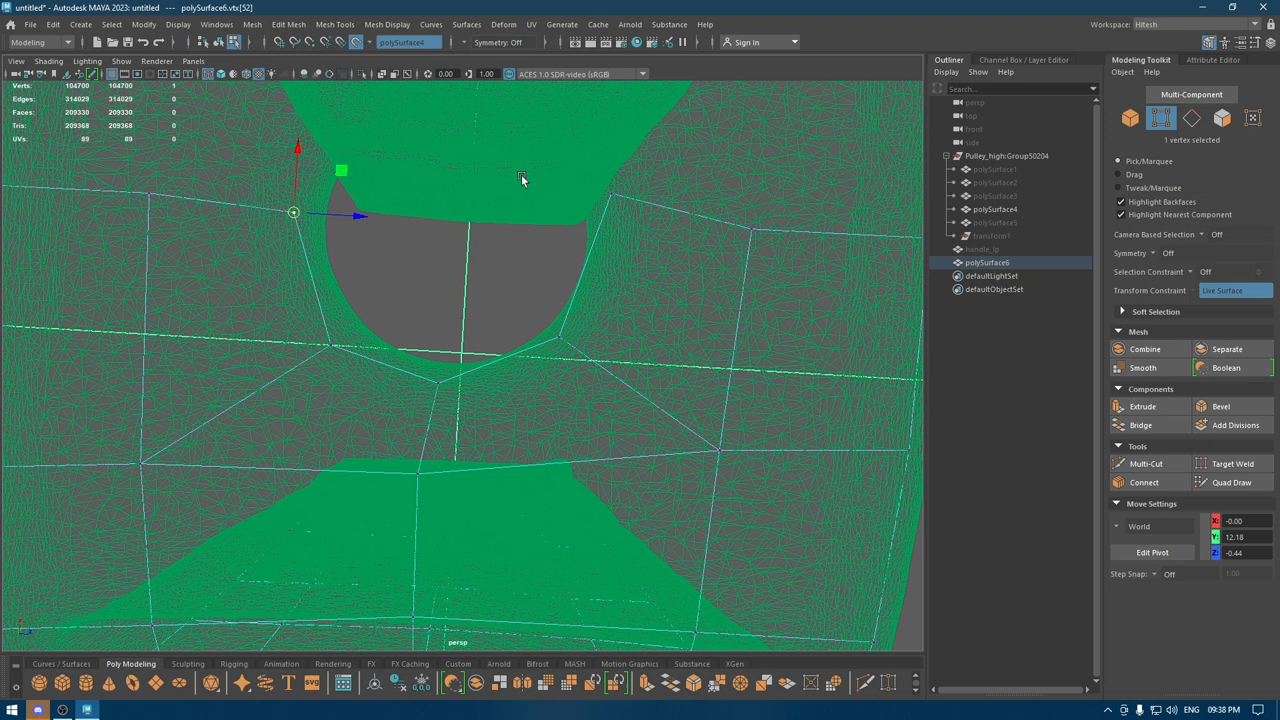 untitled* - Autodesk MAYA 2023: untitled --- polySurface6.vtx[52]
File Edit Create Select Modify Display Windows Mesh Edit Mesh Mesh Tools Mesh Display Curves Surfaces Deform UV Generate Cache Arnold Substance Help
Workspace: Hitesh
Modeling polySurface4 Symmetry: Off Sign In
View Shading Lighting Show Renderer Panels
0.00 1.00 ACES 1.0 SDR-video (sRGB)
Verts: 104700 104700 1
Edges: 314029 314029 0
Faces: 209330 209330 0
Tris: 209368 209368 0
UVs: 89 89 0
persp
Outliner Channel Box / Layer Editor
Display Show Help
Search...
persp
top
front
side
Pulley_high:Group50204
polySurface1
polySurface2
polySurface3
polySurface4
polySurface5
transform1
handle_lp
polySurface6
defaultLightSet
defaultObjectSet
Modeling Toolkit Attribute Editor
Object Help
Multi-Component
1 vertex selected
Pick/Marquee
Drag
Tweak/Marquee
Highlight Backfaces
Highlight Nearest Component
Camera Based Selection Off
Symmetry Off
Selection Constraint Off 0
Transform Constraint Live Surface
Soft Selection
Mesh
Combine Separate
Smooth Boolean
Components
Extrude Bevel
Bridge Add Divisions
Tools
Multi-Cut Target Weld
Connect Quad Draw
Move Settings
World
X: -0.00
Y: 12.18
Z: -0.44
Edit Pivot
Step Snap: Off 1.00
Curves / Surfaces Poly Modeling Sculpting Rigging Animation Rendering FX FX Caching Custom Arnold Bifrost MASH Motion Graphics Substance XGen
SVG 0,0,0
ENG 09:38 PM